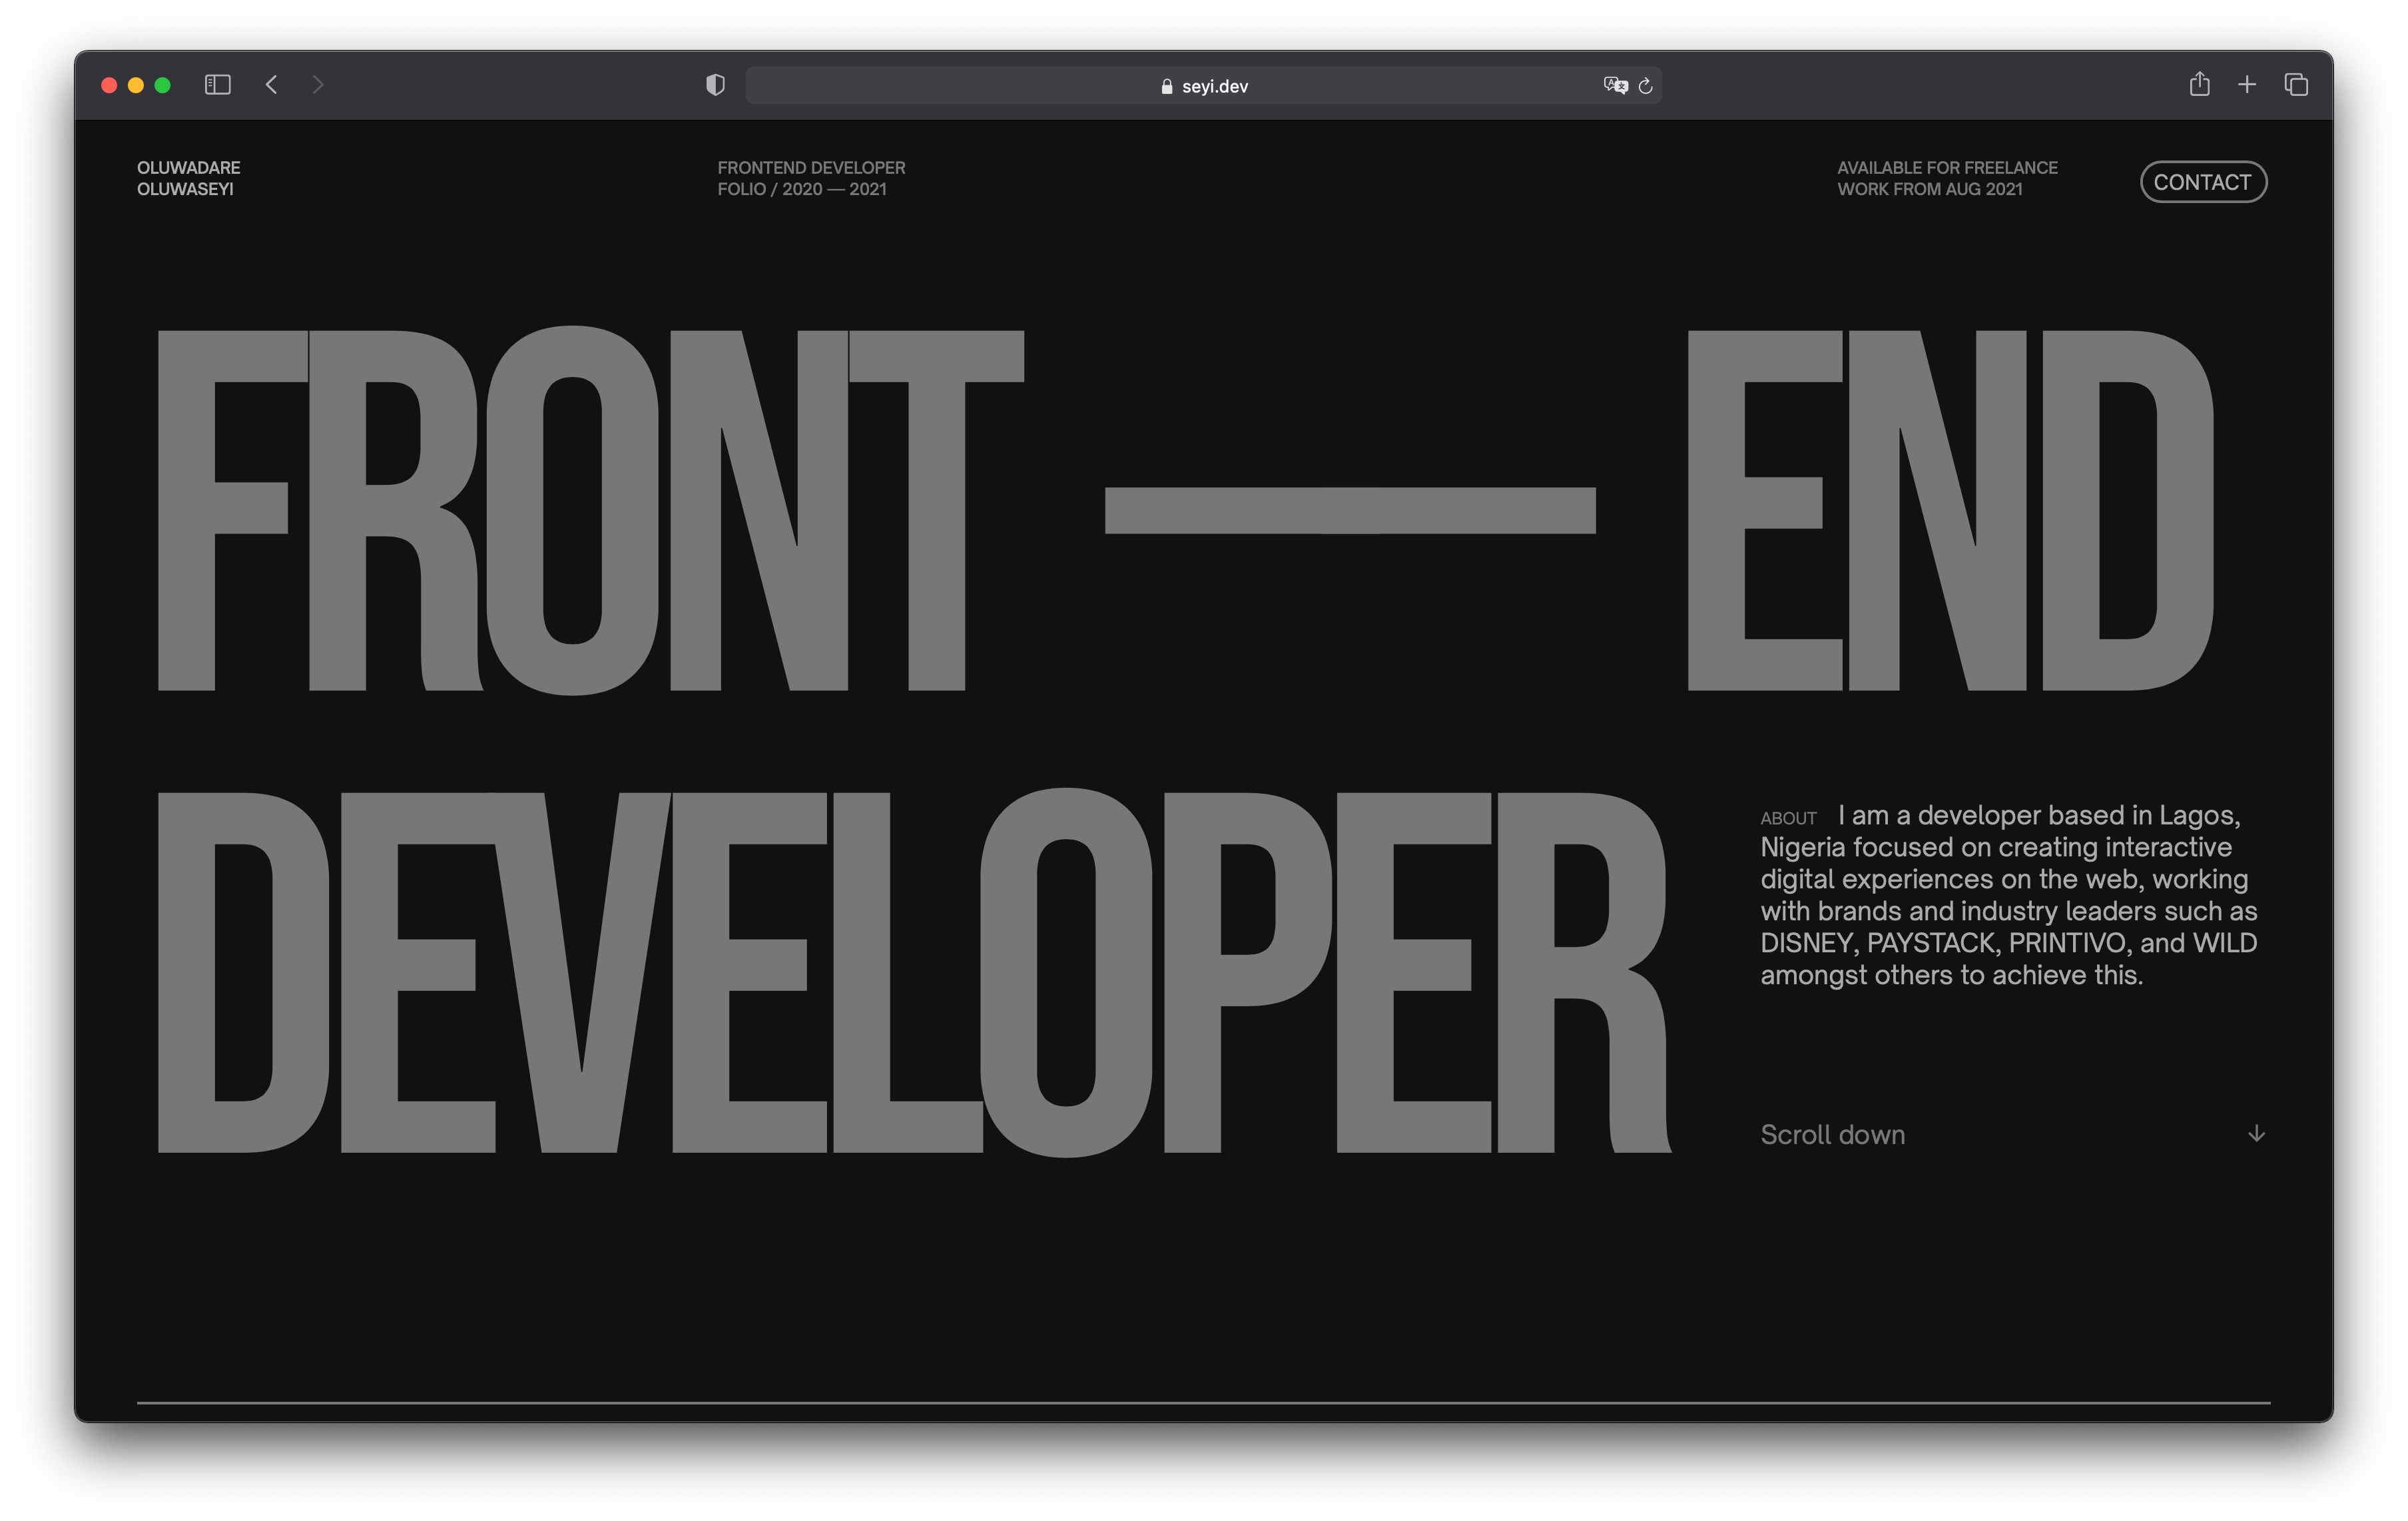 seyi.dev
OLUWADARE
OLUWASEYI
FRONTEND DEVELOPER
FOLIO / 2020 — 2021
AVAILABLE FOR FREELANCE
WORK FROM AUG 2021
CONTACT
FRONT — END
DEVELOPER
ABOUT I am a developer based in Lagos,
Nigeria focused on creating interactive
digital experiences on the web, working
with brands and industry leaders such as
DISNEY, PAYSTACK, PRINTIVO, and WILD
amongst others to achieve this.
Scroll down